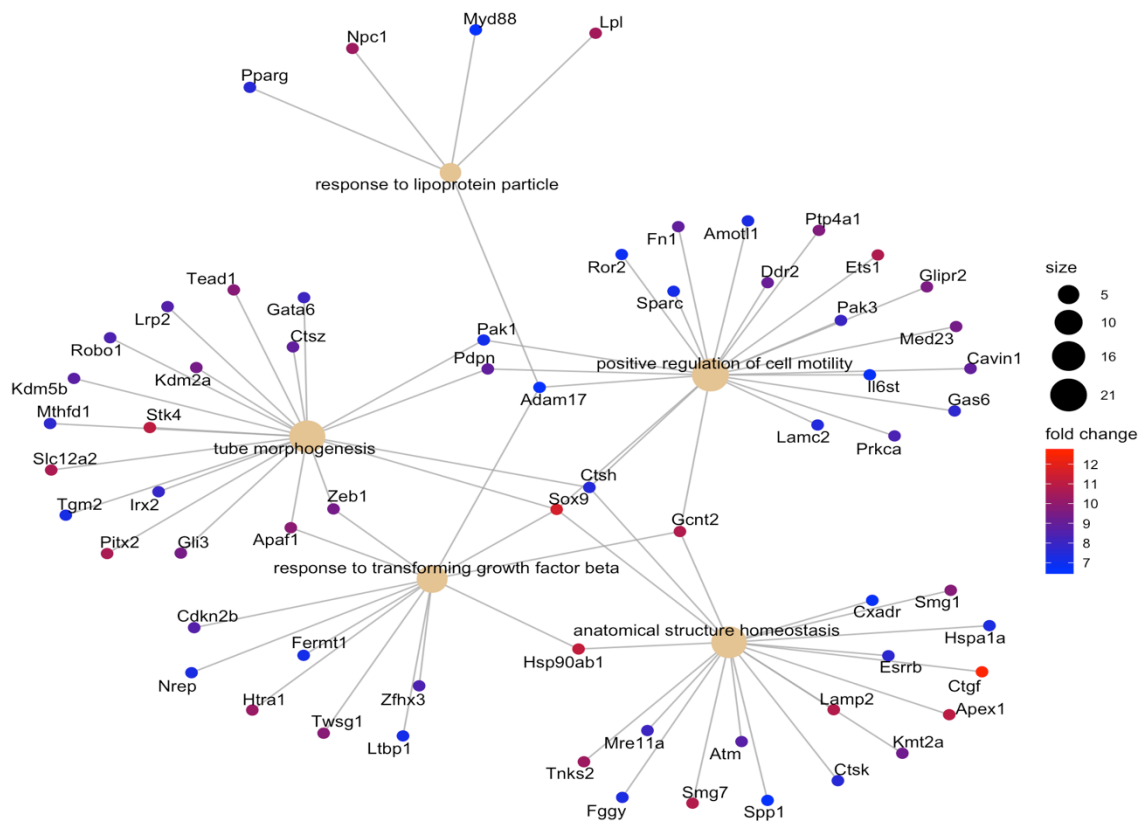 Myd88
Lpl
Npc1
Pparg
response to lipoprotein particle
Ptp4a1
Fn1
Amotl1
Ror2
Ddr2
Ets1
Glipr2
Tead1
Gata6
size
Sparc
Pak3
5
Lrp2
Ctsz
Pak1
10
Robo1
Med23
Pdpn
positive regulation of cell motility
Cavin1
16
Kdm2a
Il6st
Kdm5b
Adam17
Gas6
21
Mthfd1
Stk4
Lamc2
Prkca
fold change
tube morphogenesis
Slc12a2
12
Ctsh
11
Tgm2
Irx2
Zeb1
Sox9
10
Gcnt2
9
Pitx2
Gli3
Apaf1
8
response to transforming growth factor beta
7
Cdkn2b
Fermt1
anatomical structure homeostasis
Cxadr
Smg1
Hspa1a
Nrep
Hsp90ab1
Esrrb
Ctgf
Htra1
Zfhx3
Lamp2
Apex1
Twsg1
Ltbp1
Mre11a
Atm
Kmt2a
Tnks2
Ctsk
Fggy
Smg7
Spp1